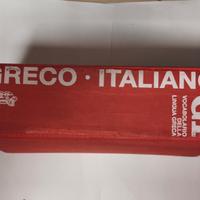 GRECO · ITALIANO
GI
VOCABOLARIO
DELLA
LINGUA GRECA